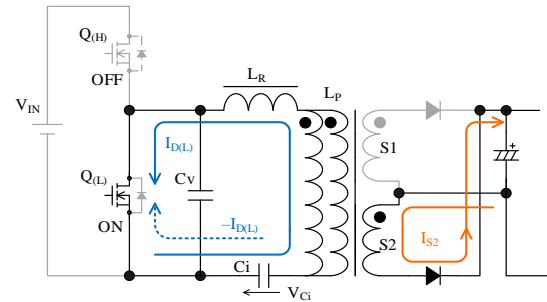 Q(H)
OFF
VIN
LR
LP
ID(L)
S1
Q(L)
Cv
ON
–ID(L)
S2
IS2
Ci
VCi
+